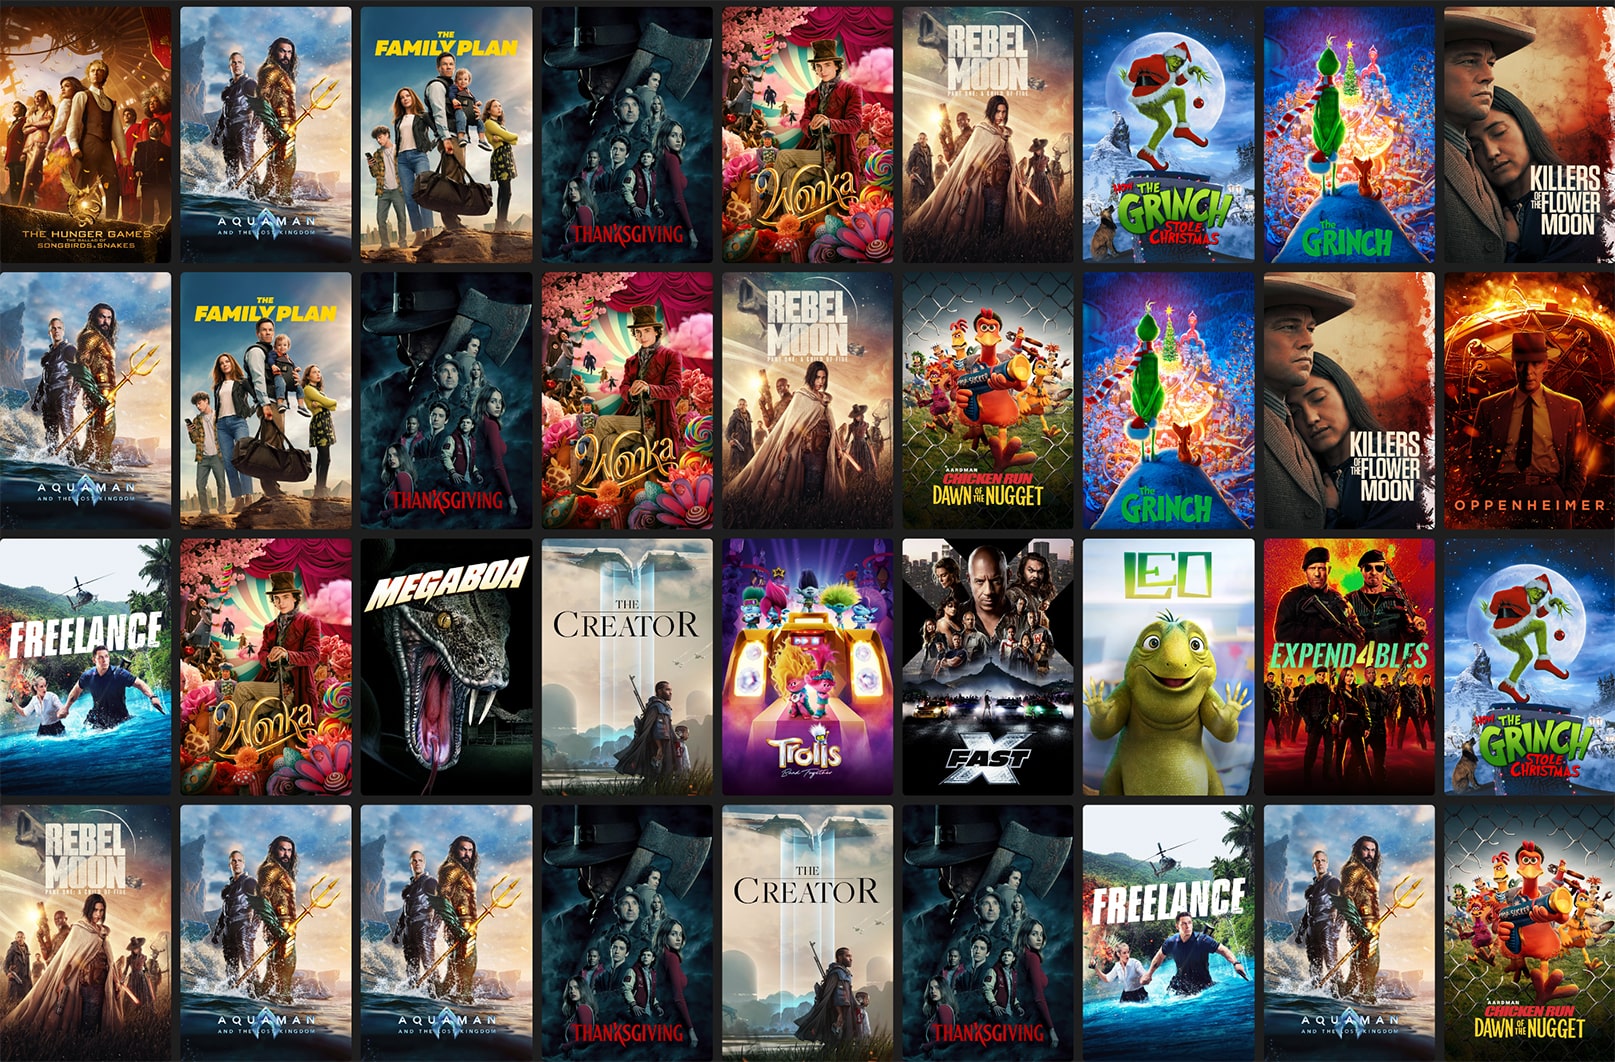 THE HUNGER GAMES
THE BALLAD OF
SONGBIRDS & SNAKES
AQUAMAN
AND THE LOST KINGDOM
THE
FAMILY PLAN
THANKSGIVING
Wonka
REBEL
MOON
PART ONE: A CHILD OF FIRE
HOW THE
GRINCH
STOLE
CHRISTMAS
The
GRINCH
KILLERS
OF THE FLOWER
MOON
AQUAMAN
AND THE LOST KINGDOM
THE
FAMILY PLAN
THANKSGIVING
Wonka
REBEL
MOON
PART ONE: A CHILD OF FIRE
AARDMAN
CHICKEN RUN
DAWN OF THE NUGGET
The
GRINCH
KILLERS
OF THE FLOWER
MOON
OPPENHEIMER
FREELANCE
Wonka
MEGABOA
THE
CREATOR
Trolls
Band Together
FAST X
LEO
EXPEND4BLES
HOW THE
GRINCH
STOLE
CHRISTMAS
REBEL
MOON
PART ONE: A CHILD OF FIRE
AQUAMAN
AND THE LOST KINGDOM
AQUAMAN
AND THE LOST KINGDOM
THANKSGIVING
THE
CREATOR
THANKSGIVING
FREELANCE
AQUAMAN
AND THE LOST KINGDOM
AARDMAN
CHICKEN RUN
DAWN OF THE NUGGET